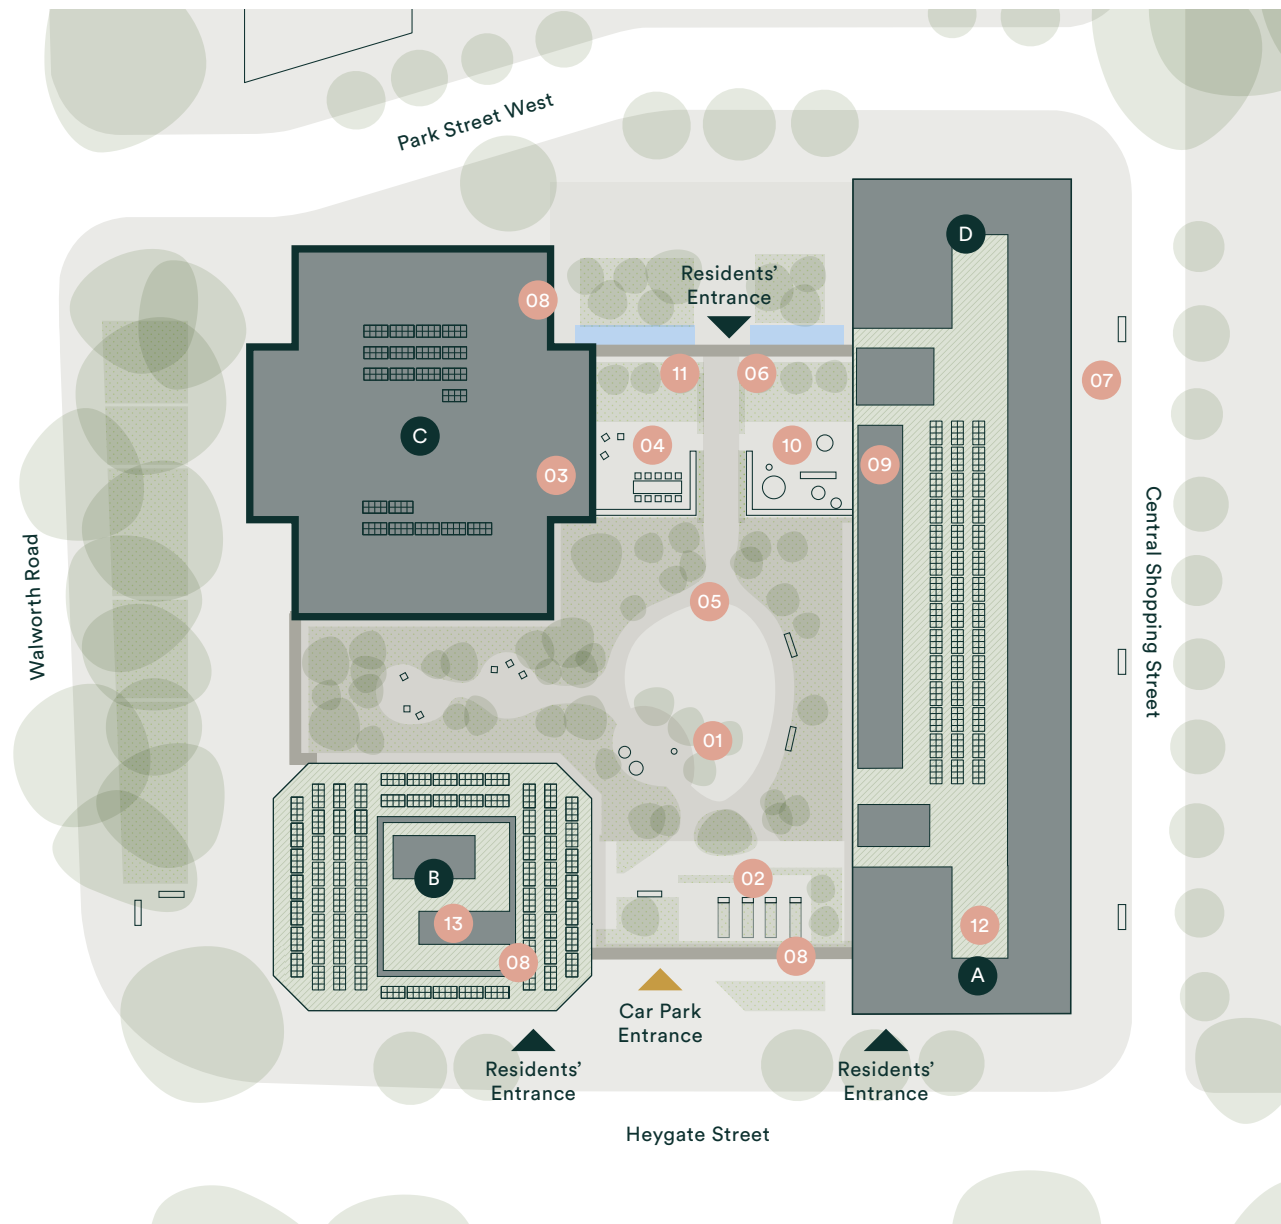 Park Street West
D
Residents’
Entrance
08
11
06
07
C
04
10
09
03
Walworth Road
Central Shopping Street
05
01
B
02
13
12
08
08
A
Car Park
Entrance
Residents’
Entrance
Residents’
Entrance
Heygate Street